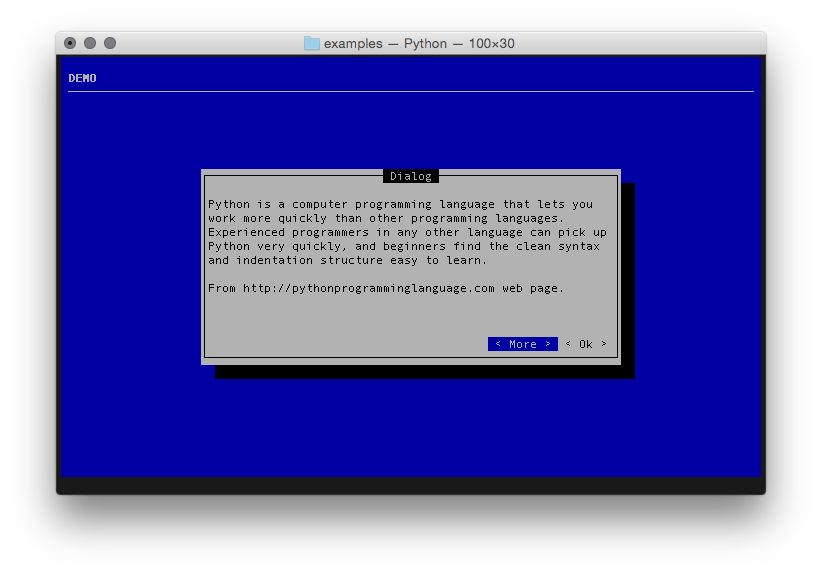 examples — Python — 100×30
DEMO
Dialog
Python is a computer programming language that lets you
work more quickly than other programming languages.
Experienced programmers in any other language can pick up
Python very quickly, and beginners find the clean syntax
and indentation structure easy to learn.
From http://pythonprogramminglanguage.com web page.
< More > < Ok >